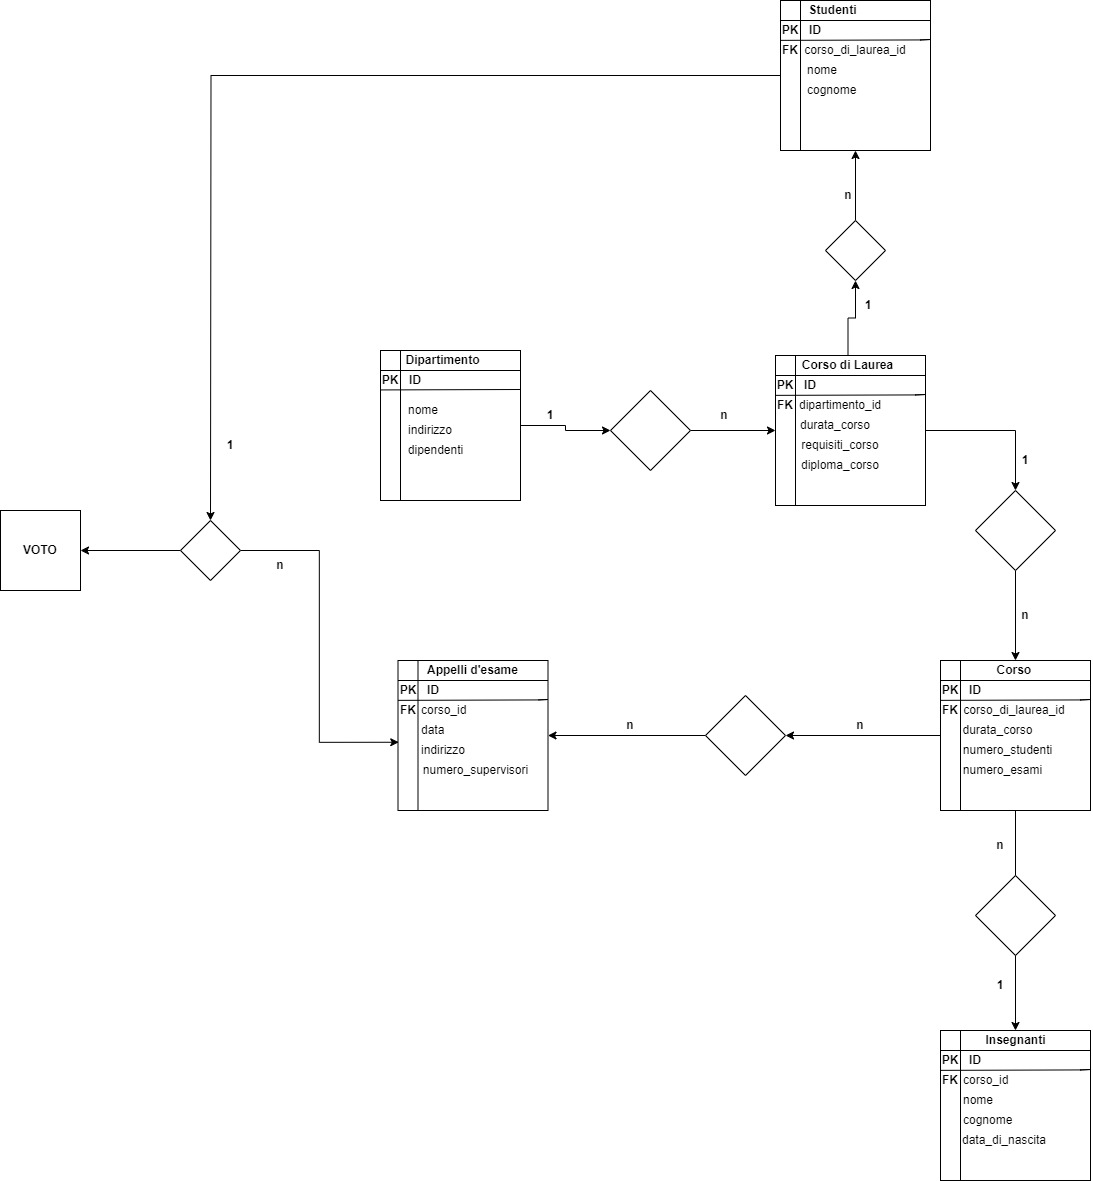 Studenti
PK ID
FK corso_di_laurea_id
nome
cognome
n
1
Dipartimento
PK ID
nome
indirizzo
dipendenti
1
n
Corso di Laurea
PK ID
FK dipartimento_id
durata_corso
requisiti_corso
diploma_corso
1
1
VOTO
n
n
Appelli d'esame
PK ID
FK corso_id
data
indirizzo
numero_supervisori
n
n
Corso
PK ID
FK corso_di_laurea_id
durata_corso
numero_studenti
numero_esami
n
1
Insegnanti
PK ID
FK corso_id
nome
cognome
data_di_nascita